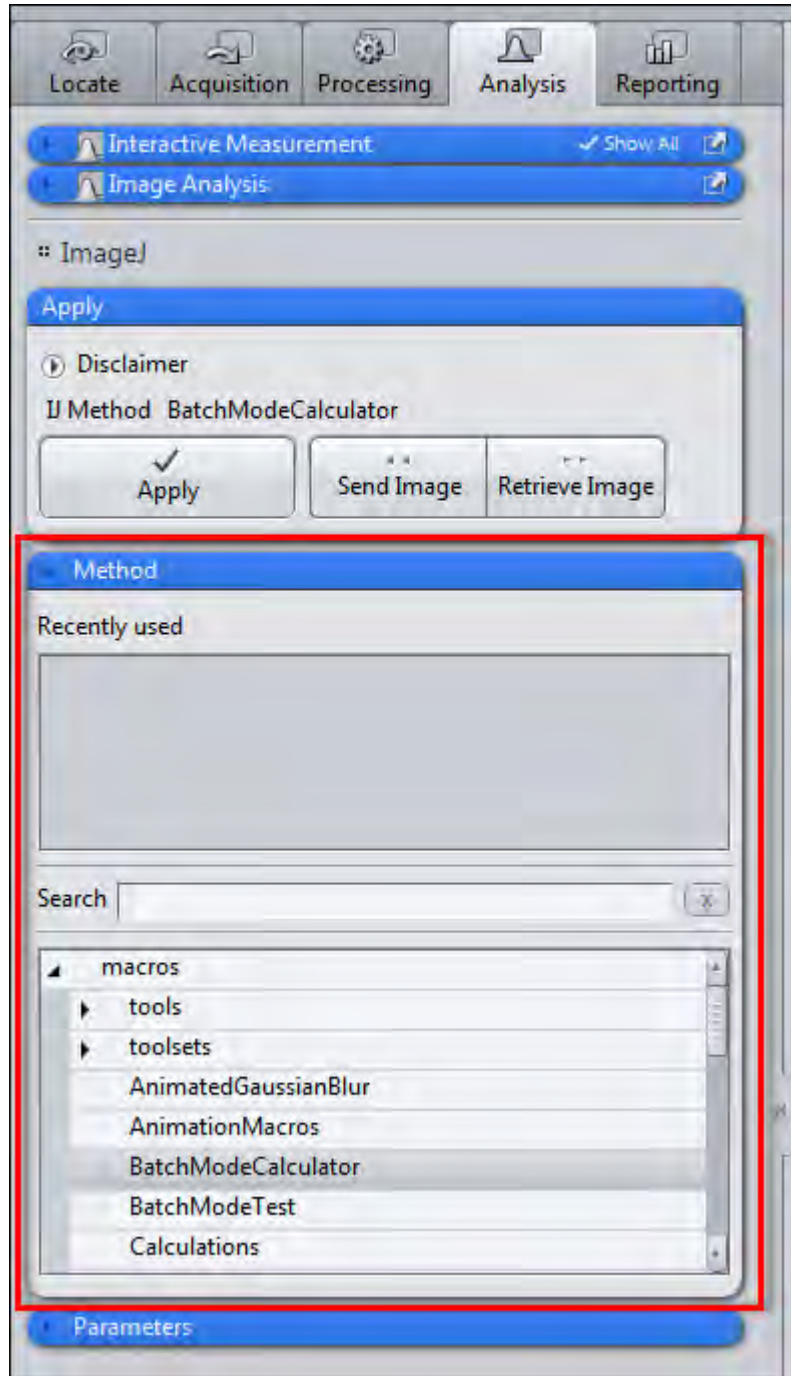 Locate Acquisition Processing Analysis Reporting
Interactive Measurement Show All
Image Analysis
ImageJ
Apply
Disclaimer
IJ Method BatchModeCalculator
Apply Send Image Retrieve Image
Method
Recently used
Search x
macros
tools
toolsets
AnimatedGaussianBlur
AnimationMacros
BatchModeCalculator
BatchModeTest
Calculations
Parameters